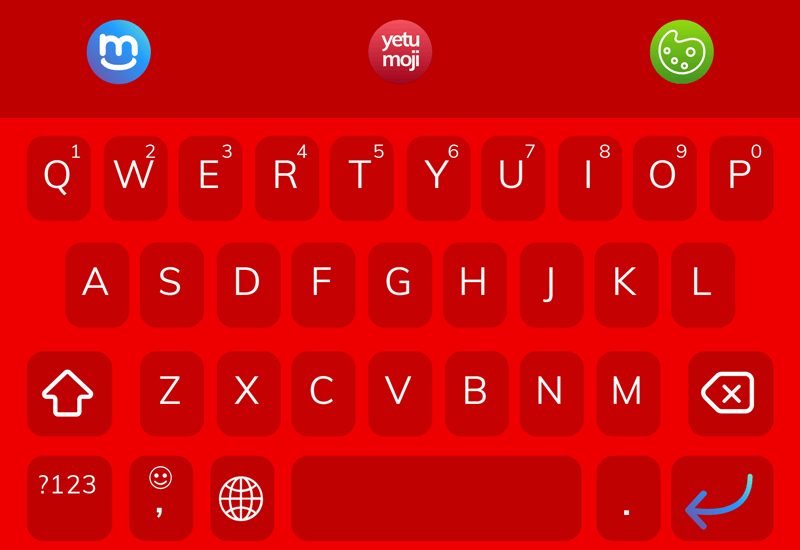 m
yetu
moji
1 2 3 4 5 6 7 8 9 0
Q W E R T Y U I O P
A S D F G H J K L
Z X C V B N M
?123 , .